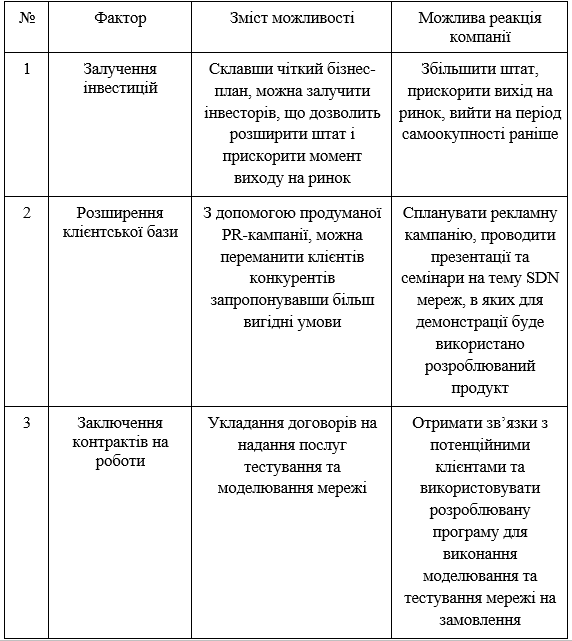 №
Фактор
Зміст можливості
Можлива реакція
компанії
1
Залучення
інвестицій
Склавши чіткий бізнес-
план, можна залучити
інвесторів, що дозволить
розширити штат і
прискорити момент
виходу на ринок
Збільшити штат,
прискорити вихід на
ринок, вийти на період
самоокупності раніше
2
Розширення
клієнтської бази
З допомогою продуманої
PR-кампанії, можна
переманити клієнтів
конкурентів
запропонувавши більш
вигідні умови
Спланувати рекламну
кампанію, проводити
презентації та
семінари на тему SDN
мереж, в яких для
демонстрації буде
використано
розроблюваний
продукт
3
Заключення
контрактів на
роботи
Укладання договорів на
надання послуг
тестування та
моделювання мережі
Отримати зв’язки з
потенційними
клієнтами та
використовувати
розроблювану
програму для
виконання
моделювання та
тестування мережі на
замовлення